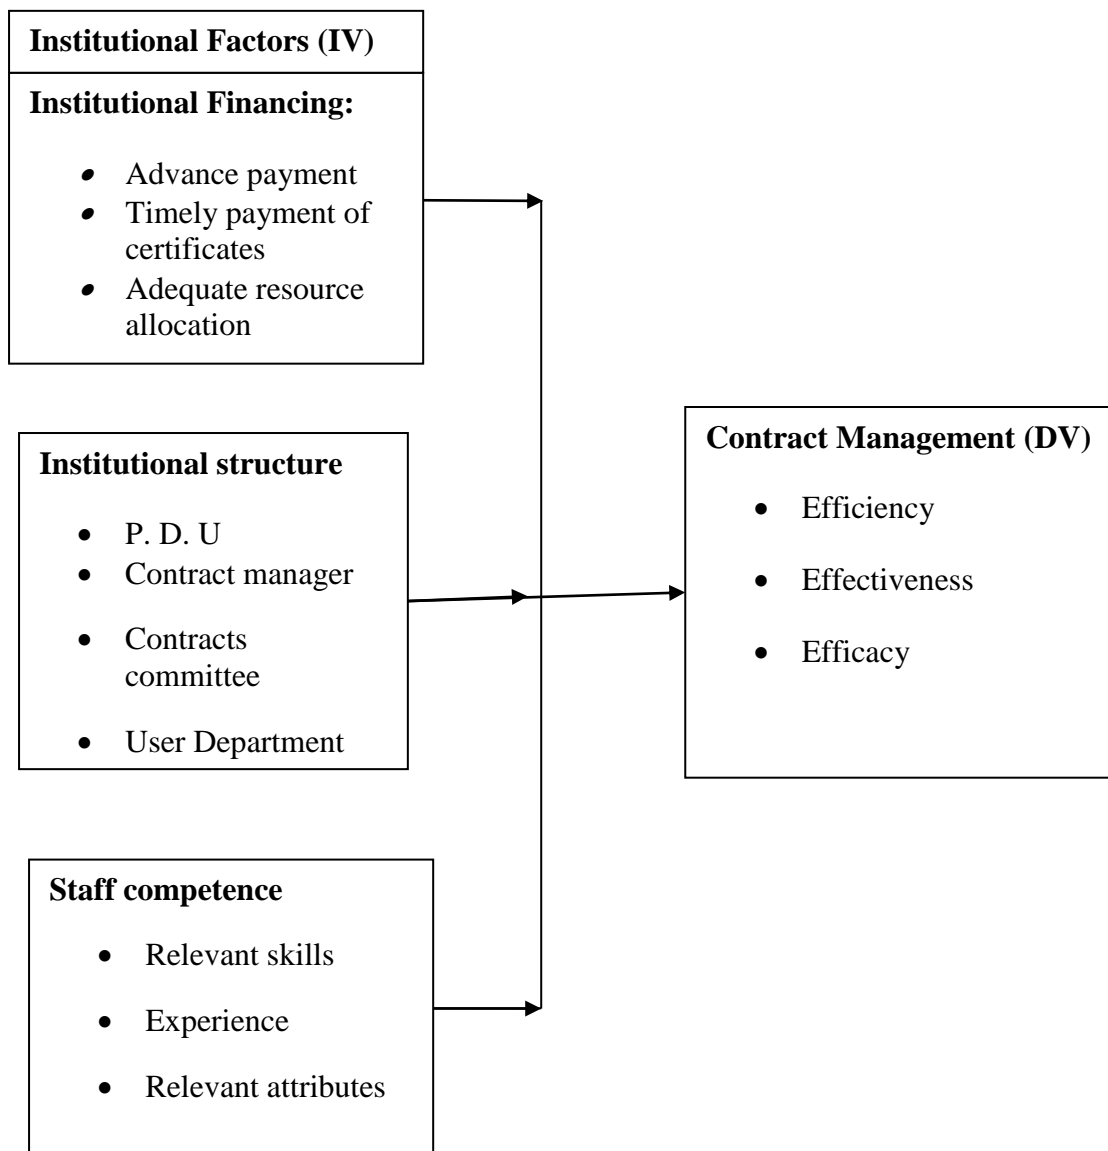 Institutional Factors (IV)
Institutional Financing:
• Advance payment
• Timely payment of
certificates
• Adequate resource
allocation
Institutional structure
• P. D. U
• Contract manager
• Contracts
committee
• User Department
Contract Management (DV)
• Efficiency
• Effectiveness
• Efficacy
Staff competence
• Relevant skills
• Experience
• Relevant attributes